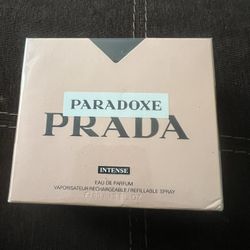 PARADOXE
PRADA
INTENSE
EAU DE PARFUM
VAPORISATEUR RECHARGEABLE / REFILLABLE SPRAY